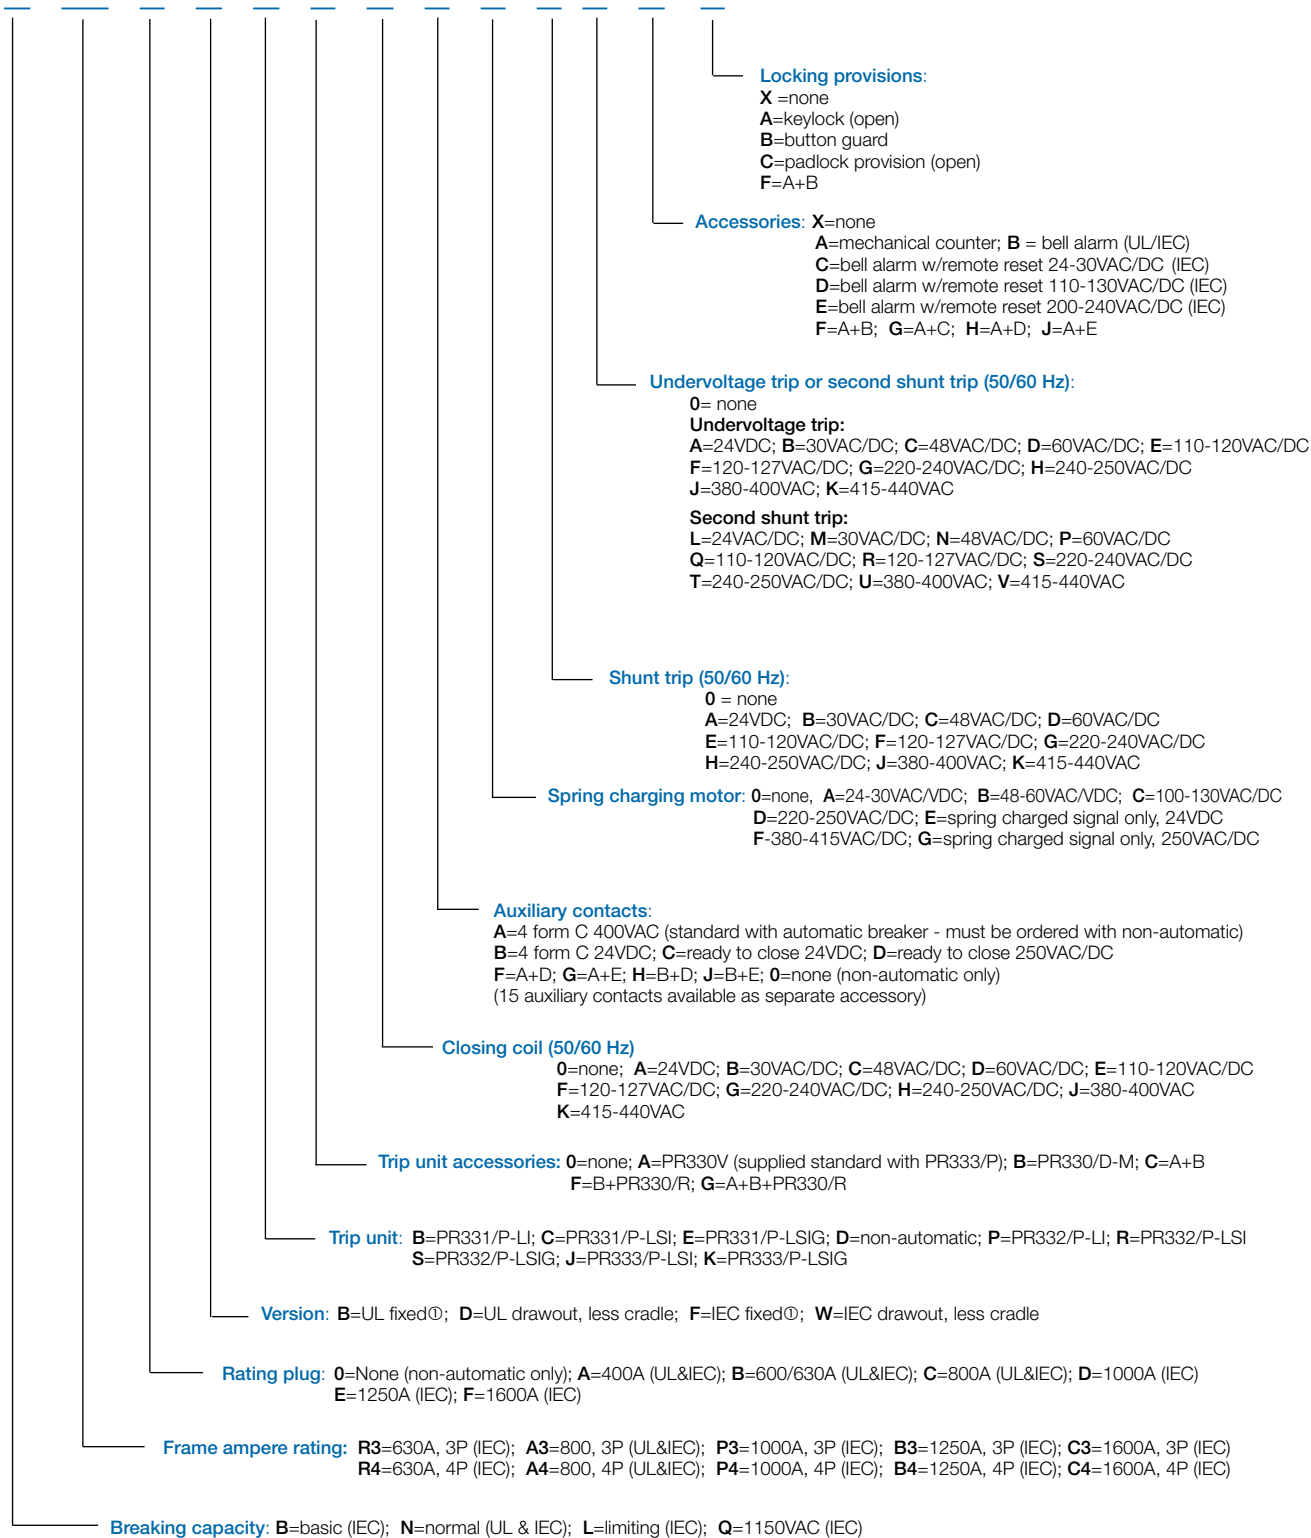 Locking provisions:
X =none
A=keylock (open)
B=button guard
C=padlock provision (open)
F=A+B
Accessories: X=none
A=mechanical counter; B = bell alarm (UL/IEC)
C=bell alarm w/remote reset 24-30VAC/DC (IEC)
D=bell alarm w/remote reset 110-130VAC/DC (IEC)
E=bell alarm w/remote reset 200-240VAC/DC (IEC)
F=A+B; G=A+C; H=A+D; J=A+E
Undervoltage trip or second shunt trip (50/60 Hz):
0= none
Undervoltage trip:
A=24VDC; B=30VAC/DC; C=48VAC/DC; D=60VAC/DC; E=110-120VAC/DC
F=120-127VAC/DC; G=220-240VAC/DC; H=240-250VAC/DC
J=380-400VAC; K=415-440VAC
Second shunt trip:
L=24VAC/DC; M=30VAC/DC; N=48VAC/DC; P=60VAC/DC
Q=110-120VAC/DC; R=120-127VAC/DC; S=220-240VAC/DC
T=240-250VAC/DC; U=380-400VAC; V=415-440VAC
Shunt trip (50/60 Hz):
0 = none
A=24VDC; B=30VAC/DC; C=48VAC/DC; D=60VAC/DC
E=110-120VAC/DC; F=120-127VAC/DC; G=220-240VAC/DC
H=240-250VAC/DC; J=380-400VAC; K=415-440VAC
Spring charging motor: 0=none, A=24-30VAC/VDC; B=48-60VAC/VDC; C=100-130VAC/DC
D=220-250VAC/DC; E=spring charged signal only, 24VDC
F-380-415VAC/DC; G=spring charged signal only, 250VAC/DC
Auxiliary contacts:
A=4 form C 400VAC (standard with automatic breaker - must be ordered with non-automatic)
B=4 form C 24VDC; C=ready to close 24VDC; D=ready to close 250VAC/DC
F=A+D; G=A+E; H=B+D; J=B+E; 0=none (non-automatic only)
(15 auxiliary contacts available as separate accessory)
Closing coil (50/60 Hz)
0=none; A=24VDC; B=30VAC/DC; C=48VAC/DC; D=60VAC/DC; E=110-120VAC/DC
F=120-127VAC/DC; G=220-240VAC/DC; H=240-250VAC/DC; J=380-400VAC
K=415-440VAC
Trip unit accessories: 0=none; A=PR330V (supplied standard with PR333/P); B=PR330/D-M; C=A+B
F=B+PR330/R; G=A+B+PR330/R
Trip unit: B=PR331/P-LI; C=PR331/P-LSI; E=PR331/P-LSIG; D=non-automatic; P=PR332/P-LI; R=PR332/P-LSI
S=PR332/P-LSIG; J=PR333/P-LSI; K=PR333/P-LSIG
Version: B=UL fixed①; D=UL drawout, less cradle; F=IEC fixed①; W=IEC drawout, less cradle
Rating plug: 0=None (non-automatic only); A=400A (UL&IEC); B=600/630A (UL&IEC); C=800A (UL&IEC); D=1000A (IEC)
E=1250A (IEC); F=1600A (IEC)
Frame ampere rating: R3=630A, 3P (IEC); A3=800, 3P (UL&IEC); P3=1000A, 3P (IEC); B3=1250A, 3P (IEC); C3=1600A, 3P (IEC)
R4=630A, 4P (IEC); A4=800, 4P (UL&IEC); P4=1000A, 4P (IEC); B4=1250A, 4P (IEC); C4=1600A, 4P (IEC)
Breaking capacity: B=basic (IEC); N=normal (UL & IEC); L=limiting (IEC); Q=1150VAC (IEC)